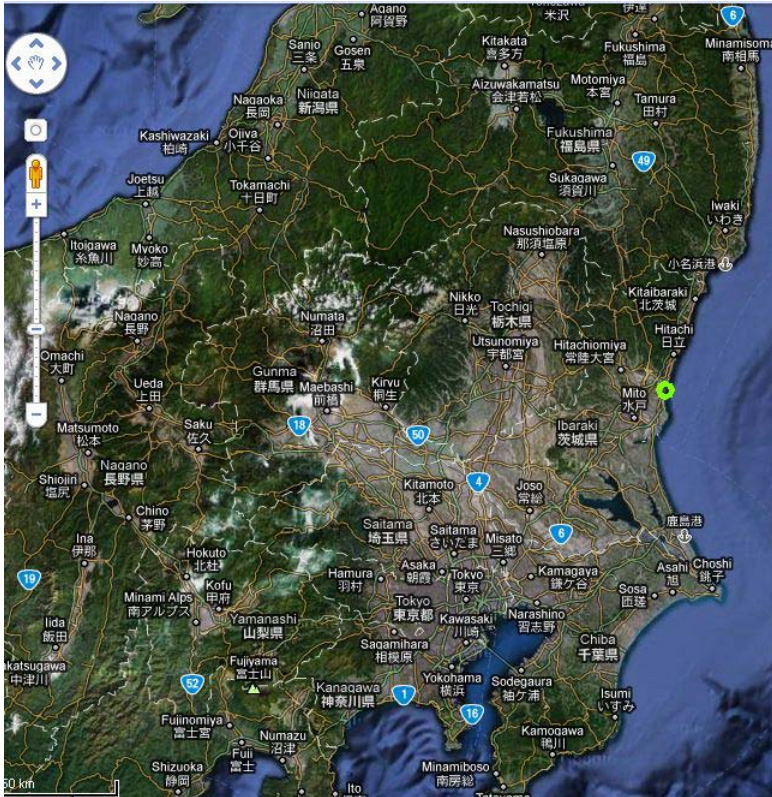 Agano
阿賀野
米沢
伊達
6
Sanjo
三条
Gosen
五泉
Kitakata
喜多方
Fukushima
福島
Minamisoma
南相馬
Nagaoka
長岡
Niigata
新潟県
Aizuwakamatsu
会津若松
Motomiya
本宮
Tamura
田村
Kashiwazaki
柏崎
Ojiya
小千谷
Fukushima
福島県
49
Sukagawa
須賀川
Joetsu
上越
Tokamachi
十日町
Iwaki
いわき
Itoigawa
糸魚川
Myoko
妙高
Nasushiobara
那須塩原
小名浜港
Kitaibaraki
北茨城
Nagano
長野
Numata
沼田
Nikko
日光
Tochigi
栃木県
Utsunomiya
宇都宮
Hitachi
日立
Hitachiomiya
常陸大宮
Omachi
大町
Ueda
上田
Gunma
群馬県
Maebashi
前橋
Kiryu
桐生
Mito
水戸
Matsumoto
松本
Saku
佐久
18
50
Ibaraki
茨城県
Nagano
長野県
Shiojiri
塩尻
Chino
茅野
Kitamoto
北本
4
Joso
常総
Saitama
埼玉県
Saitama
さいたま
Misato
三郷
6
鹿島港
Ina
伊那
Hokuto
北杜
19
Hamura
羽村
Asaka
朝霞
Tokyo
東京
Kamagaya
鎌ケ谷
Asahi
旭
Choshi
銚子
Sosa
匝瑳
Kofu
甲府
Minami Alps
南アルプス
Yamanashi
山梨県
Tokyo
東京都
Kawasaki
川崎
Narashino
習志野
Iida
飯田
Sagamihara
相模原
Chiba
千葉県
akatsugawa
中津川
Fujiyama
富士山
52
Kanagawa
神奈川県
1
Yokohama
横浜
16
Sodegaura
袖ケ浦
Isumi
いすみ
Fujinomiya
富士宮
Fuji
富士
Numazu
沼津
Kamogawa
鴨川
Shizuoka
静岡
Minamiboso
南房総
Ito
50 km